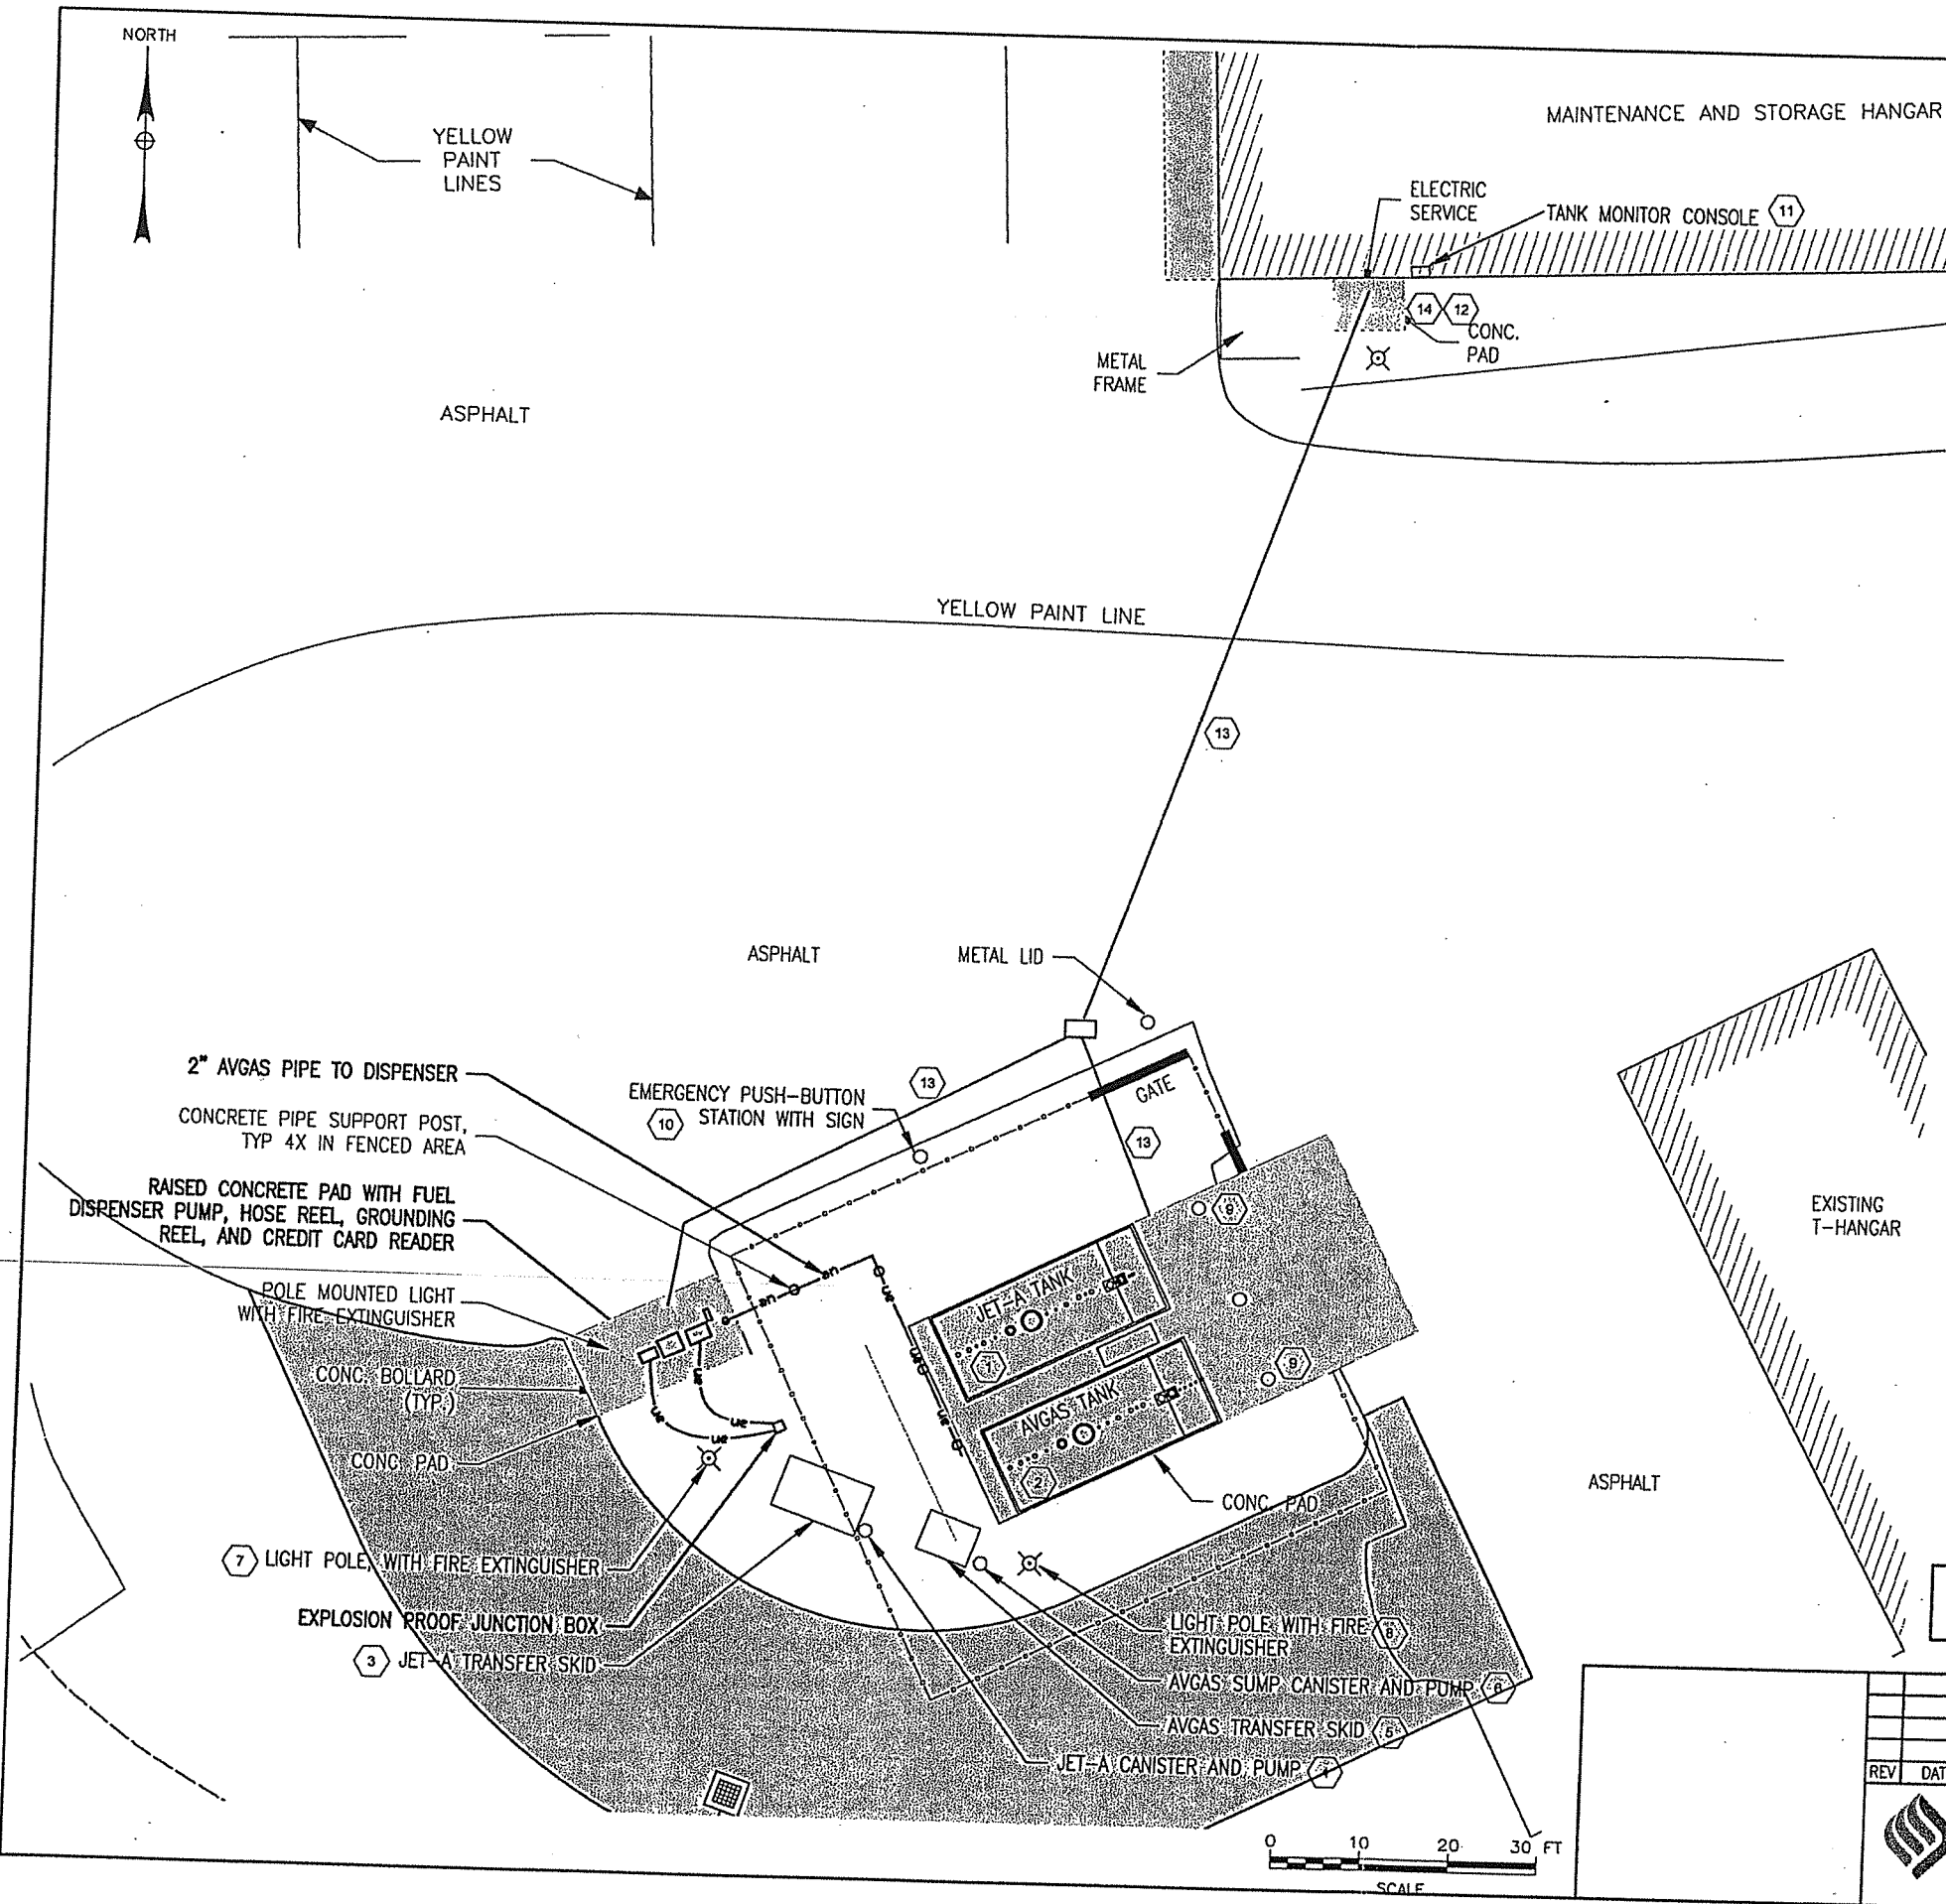 NORTH
YELLOW
PAINT
LINES
MAINTENANCE AND STORAGE HANGAR
ELECTRIC
SERVICE
TANK MONITOR CONSOLE 11
14 12
CONC.
PAD
METAL
FRAME
ASPHALT
YELLOW PAINT LINE
13
ASPHALT
METAL LID
2" AVGAS PIPE TO DISPENSER
CONCRETE PIPE SUPPORT POST,
TYP 4X IN FENCED AREA
EMERGENCY PUSH-BUTTON
10 STATION WITH SIGN
13
GATE
13
RAISED CONCRETE PAD WITH FUEL
DISPENSER PUMP, HOSE REEL, GROUNDING
REEL, AND CREDIT CARD READER
9
EXISTING
T-HANGAR
POLE MOUNTED LIGHT
WITH FIRE EXTINGUISHER
JET-A TANK
1
9
CONC. BOLLARD
(TYP.)
AVGAS TANK
2
CONC. PAD
CONC. PAD
ASPHALT
7 LIGHT POLE, WITH FIRE EXTINGUISHER
EXPLOSION PROOF JUNCTION BOX
3 JET-A TRANSFER SKID
LIGHT POLE WITH FIRE 8
EXTINGUISHER
AVGAS SUMP CANISTER AND PUMP 6
AVGAS TRANSFER SKID 5
JET-A CANISTER AND PUMP 4
REV DAT
0 10 20 30 FT
SCALE